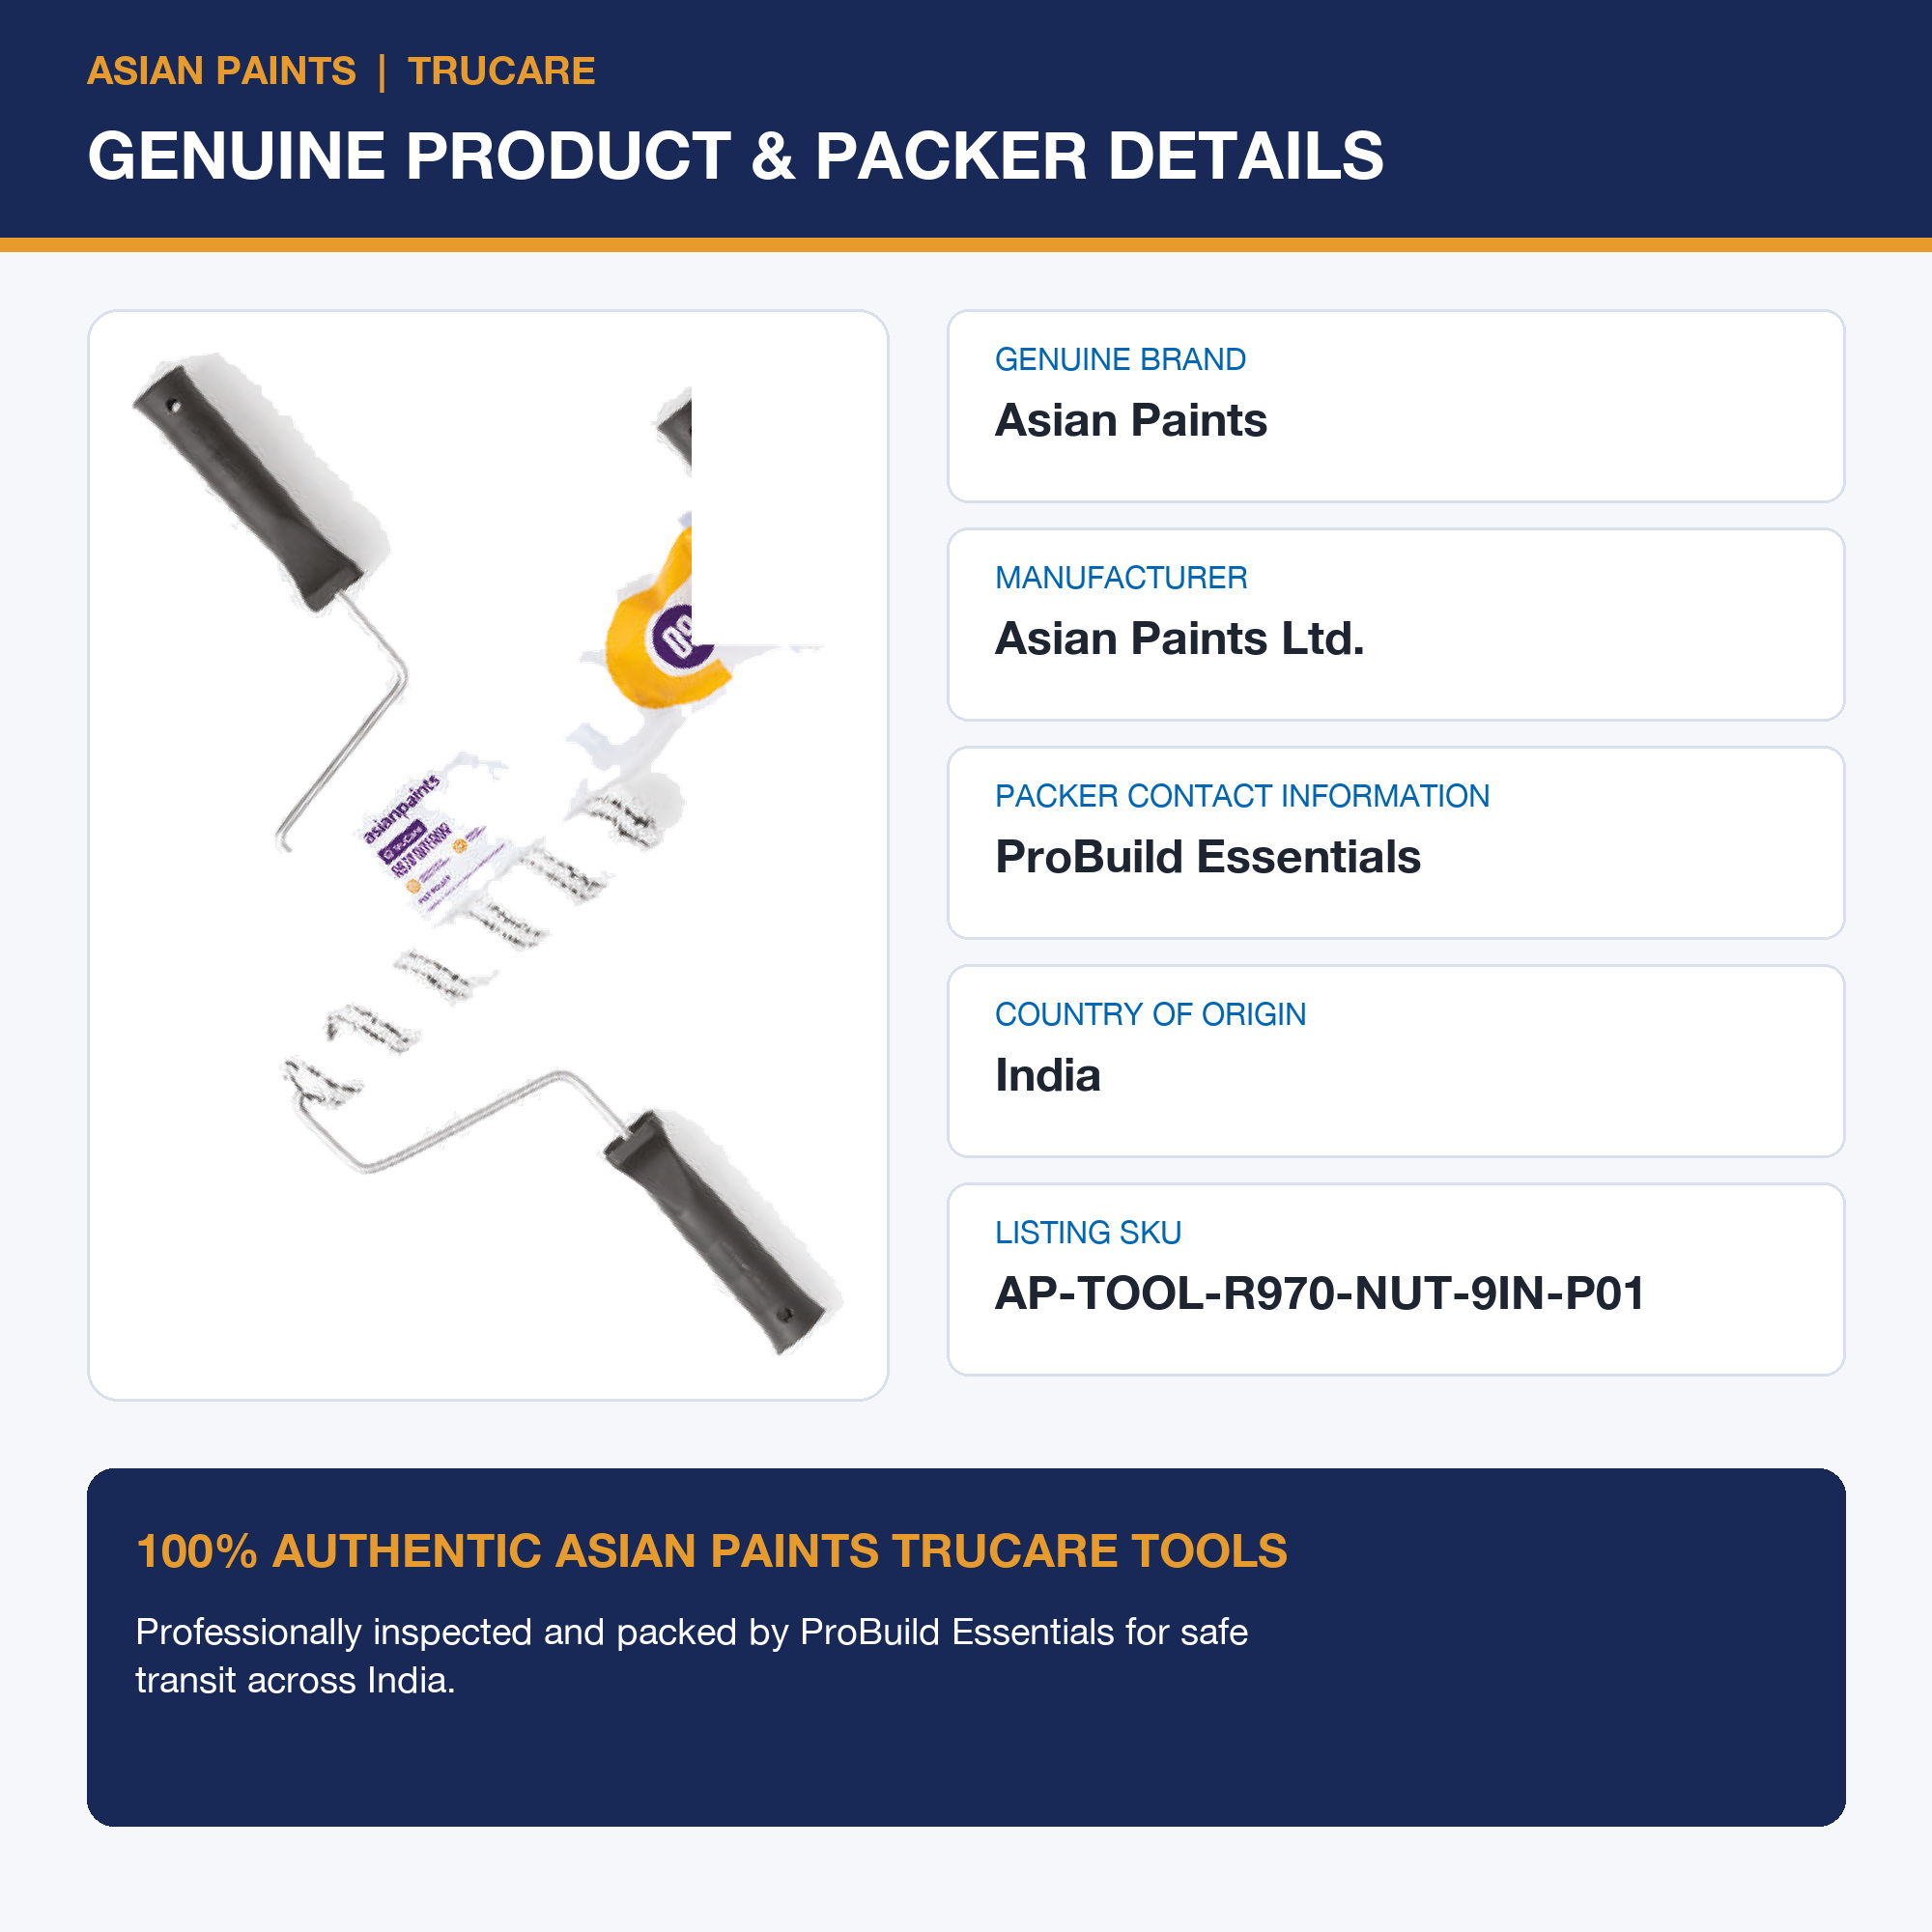 ASIAN PAINTS | TRUCARE
GENUINE PRODUCT & PACKER DETAILS
asianpaints
GENUINE BRAND
Asian Paints
MANUFACTURER
Asian Paints Ltd.
PACKER CONTACT INFORMATION
ProBuild Essentials
COUNTRY OF ORIGIN
India
LISTING SKU
AP-TOOL-R970-NUT-9IN-P01
100% AUTHENTIC ASIAN PAINTS TRUCARE TOOLS
Professionally inspected and packed by ProBuild Essentials for safe
transit across India.